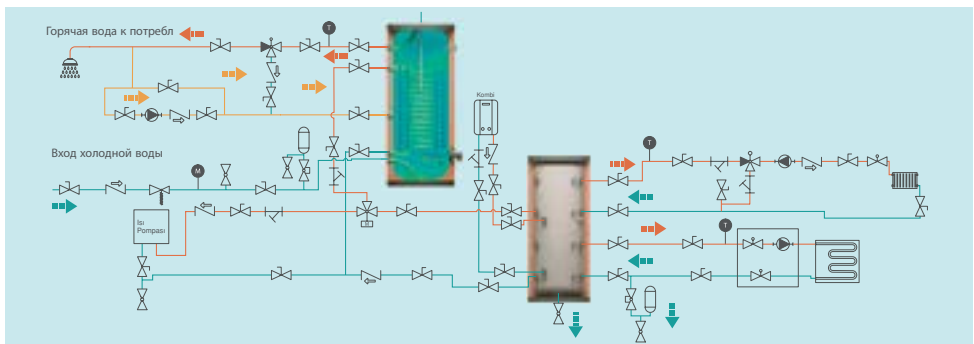 Горячая вода к потребл
T
Kombi
Вход холодной воды
T
M
Isı
Pompası
T